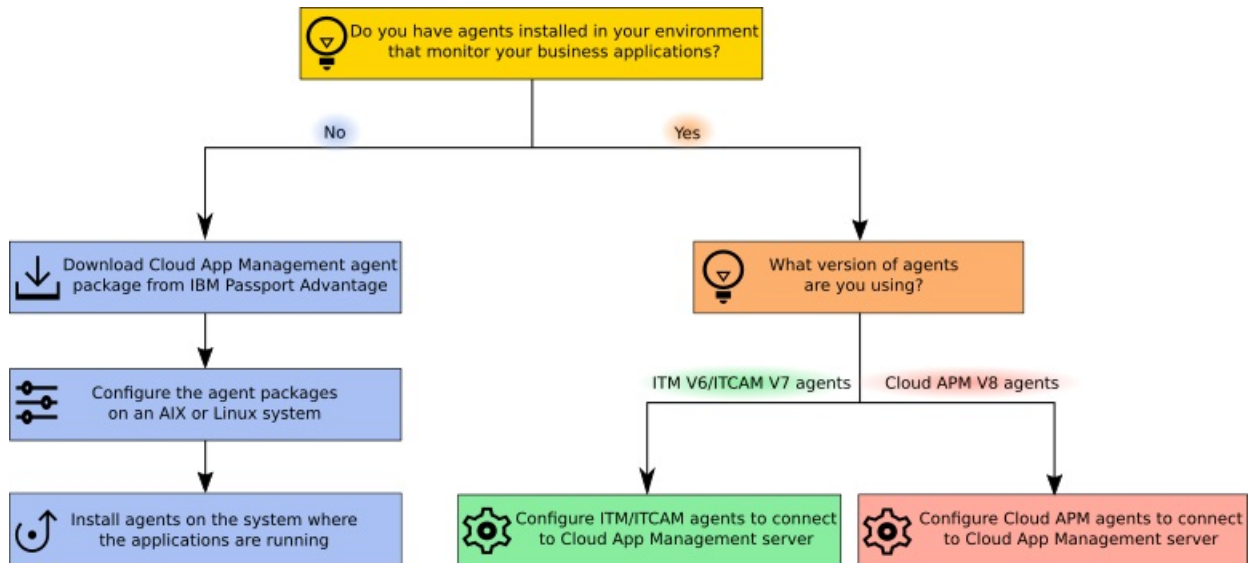 Do you have agents installed in your environment
that monitor your business applications?
No
Yes
Download Cloud App Management agent
package from IBM Passport Advantage
What version of agents
are you using?
Configure the agent packages
on an AIX or Linux system
ITM V6/ITCAM V7 agents
Cloud APM V8 agents
Install agents on the system where
the applications are running
Configure ITM/ITCAM agents to connect
to Cloud App Management server
Configure Cloud APM agents to connect
to Cloud App Management server